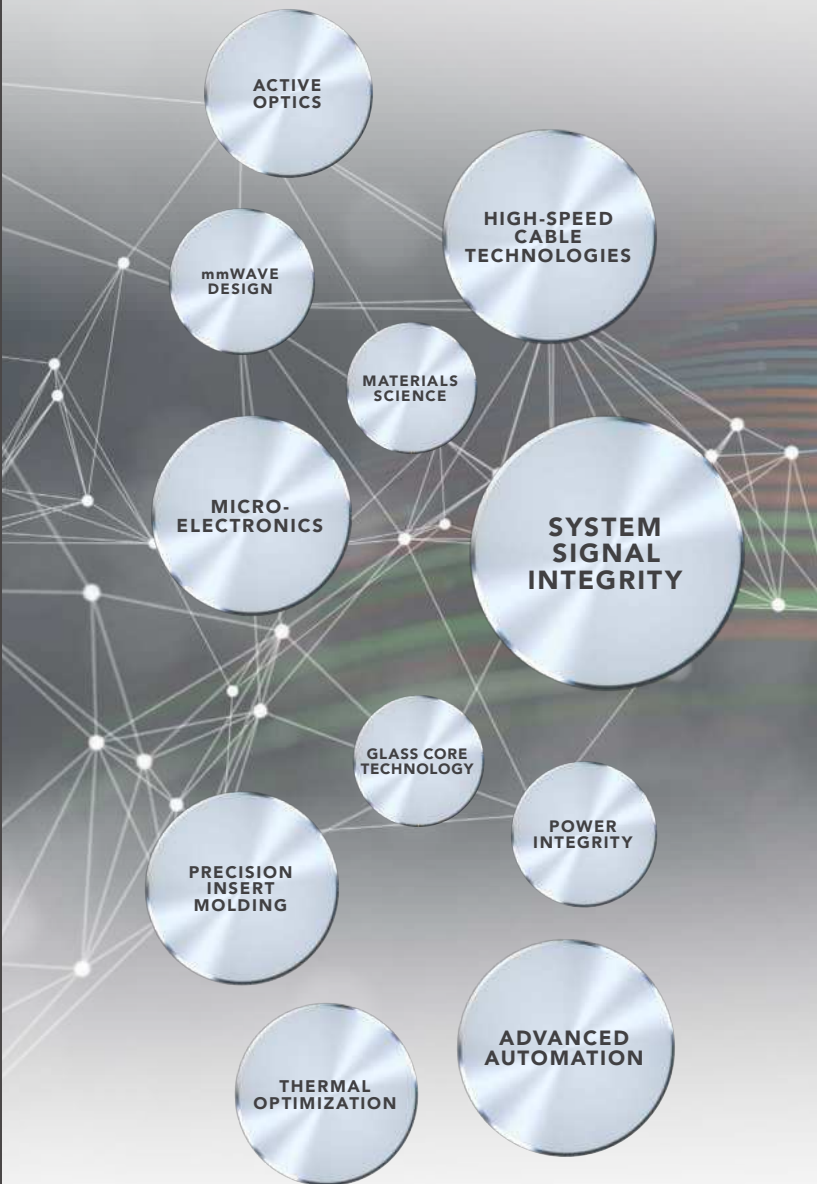 ACTIVE
OPTICS
HIGH-SPEED
CABLE
TECHNOLOGIES
mmWAVE
DESIGN
MATERIALS
SCIENCE
MICRO-
ELECTRONICS
SYSTEM
SIGNAL
INTEGRITY
GLASS CORE
TECHNOLOGY
POWER
INTEGRITY
PRECISION
INSERT
MOLDING
ADVANCED
AUTOMATION
THERMAL
OPTIMIZATION